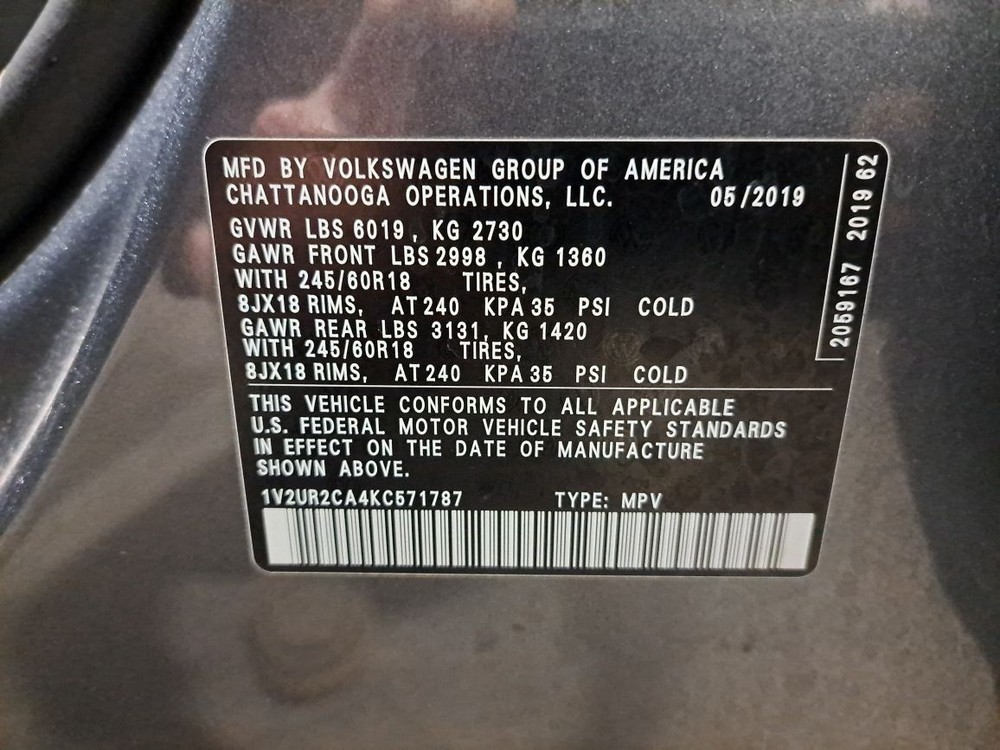 MFD BY VOLKSWAGEN GROUP OF AMERICA
CHATTANOOGA OPERATIONS, LLC. 05/2019
GVWR LBS 6019, KG 2730
GAWR FRONT LBS 2998, KG 1360
WITH 245/60R18 TIRES,
8JX18 RIMS, AT 240 KPA 35 PSI COLD
GAWR REAR LBS 3131, KG 1420
WITH 245/60R18 TIRES,
8JX18 RIMS, AT 240 KPA 35 PSI COLD
THIS VEHICLE CONFORMS TO ALL APPLICABLE
U.S. FEDERAL MOTOR VEHICLE SAFETY STANDARDS
IN EFFECT ON THE DATE OF MANUFACTURE
SHOWN ABOVE.
1V2UR2CA4KC571787 TYPE: MPV
2059167 2019 62